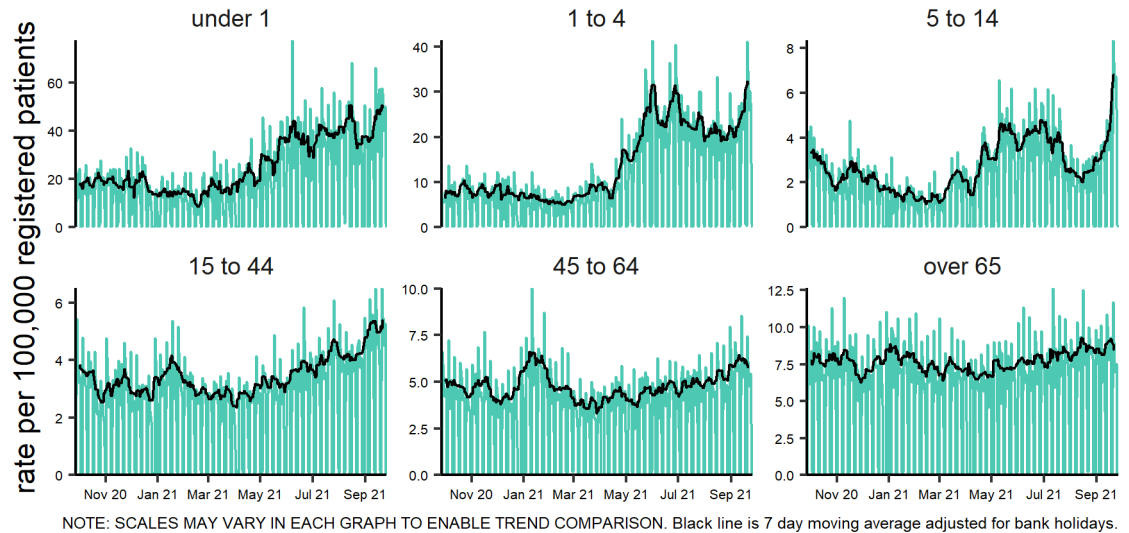 rate per 100,000 registered patients
under 1
1 to 4
5 to 14
60
40
20
0
40
30
20
10
0
8
6
4
2
0
15 to 44
45 to 64
over 65
6
4
2
0
10.0
7.5
5.0
2.5
0.0
12.5
10.0
7.5
5.0
2.5
0.0
Nov 20 Jan 21 Mar 21 May 21 Jul 21 Sep 21
Nov 20 Jan 21 Mar 21 May 21 Jul 21 Sep 21
Nov 20 Jan 21 Mar 21 May 21 Jul 21 Sep 21
NOTE: SCALES MAY VARY IN EACH GRAPH TO ENABLE TREND COMPARISON. Black line is 7 day moving average adjusted for bank holidays.